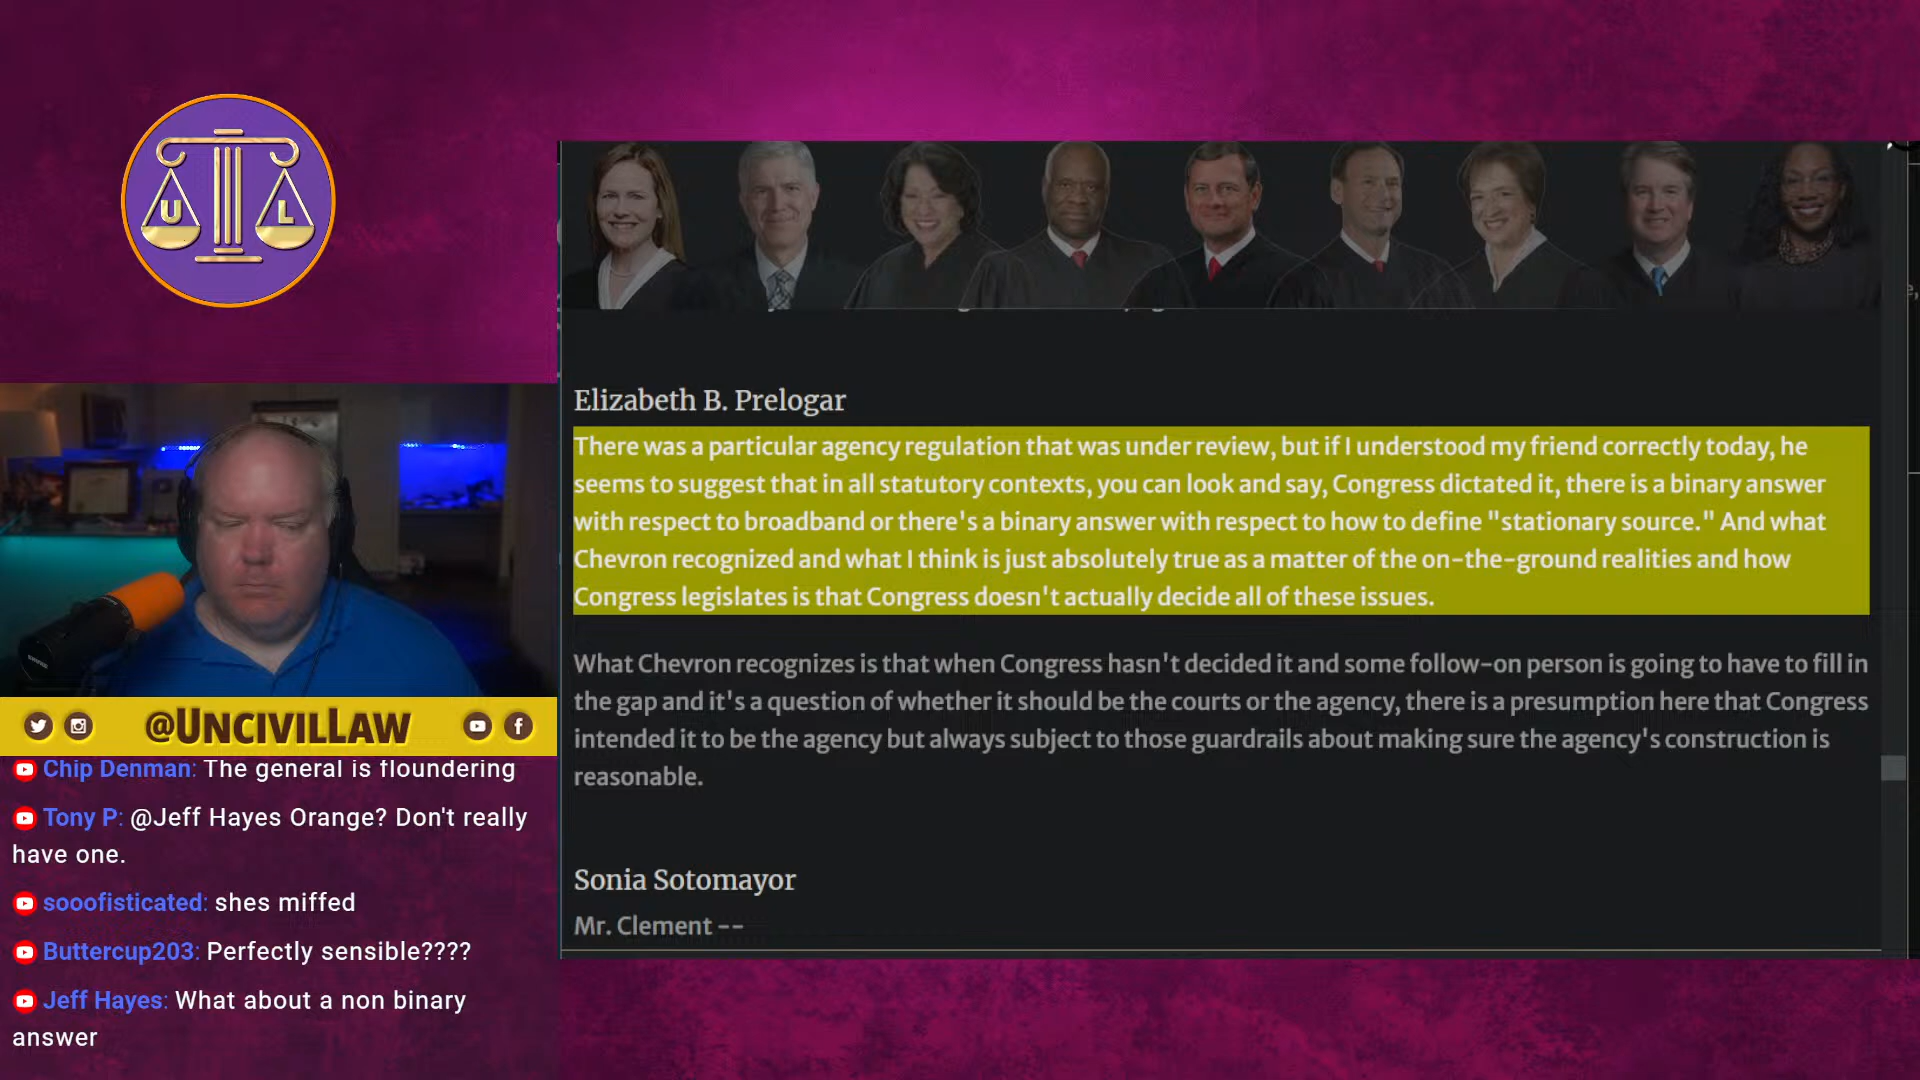 U L
Elizabeth B. Prelogar
There was a particular agency regulation that was under review, but if I understood my friend correctly today, he
seems to suggest that in all statutory contexts, you can look and say, Congress dictated it, there is a binary answer
with respect to broadband or there's a binary answer with respect to how to define "stationary source." And what
Chevron recognized and what I think is just absolutely true as a matter of the on-the-ground realities and how
Congress legislates is that Congress doesn't actually decide all of these issues.
What Chevron recognizes is that when Congress hasn't decided it and some follow-on person is going to have to fill in
the gap and it's a question of whether it should be the courts or the agency, there is a presumption here that Congress
intended it to be the agency but always subject to those guardrails about making sure the agency's construction is
reasonable.
Sonia Sotomayor
Mr. Clement --
@UNCIVILLAW
Chip Denman: The general is floundering
Tony P: @Jeff Hayes Orange? Don't really
have one.
sooofisticated: shes miffed
Buttercup203: Perfectly sensible????
Jeff Hayes: What about a non binary
answer